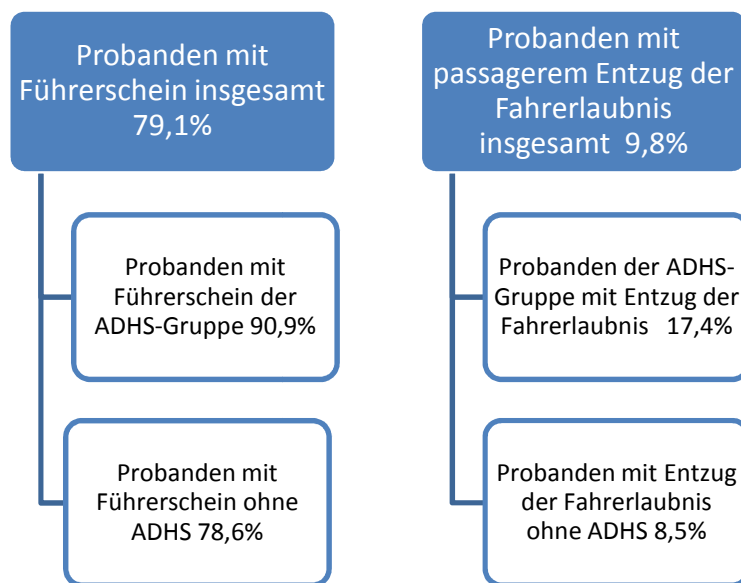 Probanden mit
Führerschein insgesamt
79,1%
Probanden mit
Führerschein der
ADHS-Gruppe 90,9%
Probanden mit
Führerschein ohne
ADHS 78,6%
Probanden mit
passagerem Entzug der
Fahrerlaubnis
insgesamt 9,8%
Probanden der ADHS-
Gruppe mit Entzug der
Fahrerlaubnis 17,4%
Probanden mit Entzug
der Fahrerlaubnis
ohne ADHS 8,5%